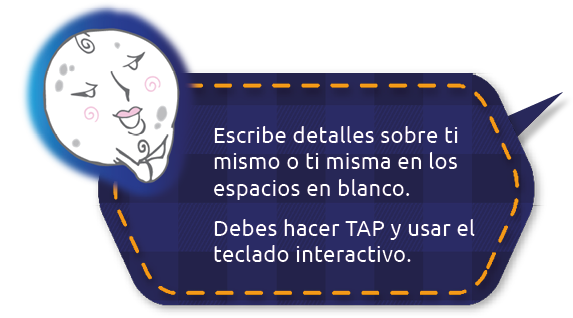 Escribe detalles sobre ti
mismo o ti misma en los
espacios en blanco.
Debes hacer TAP y usar el
teclado interactivo.